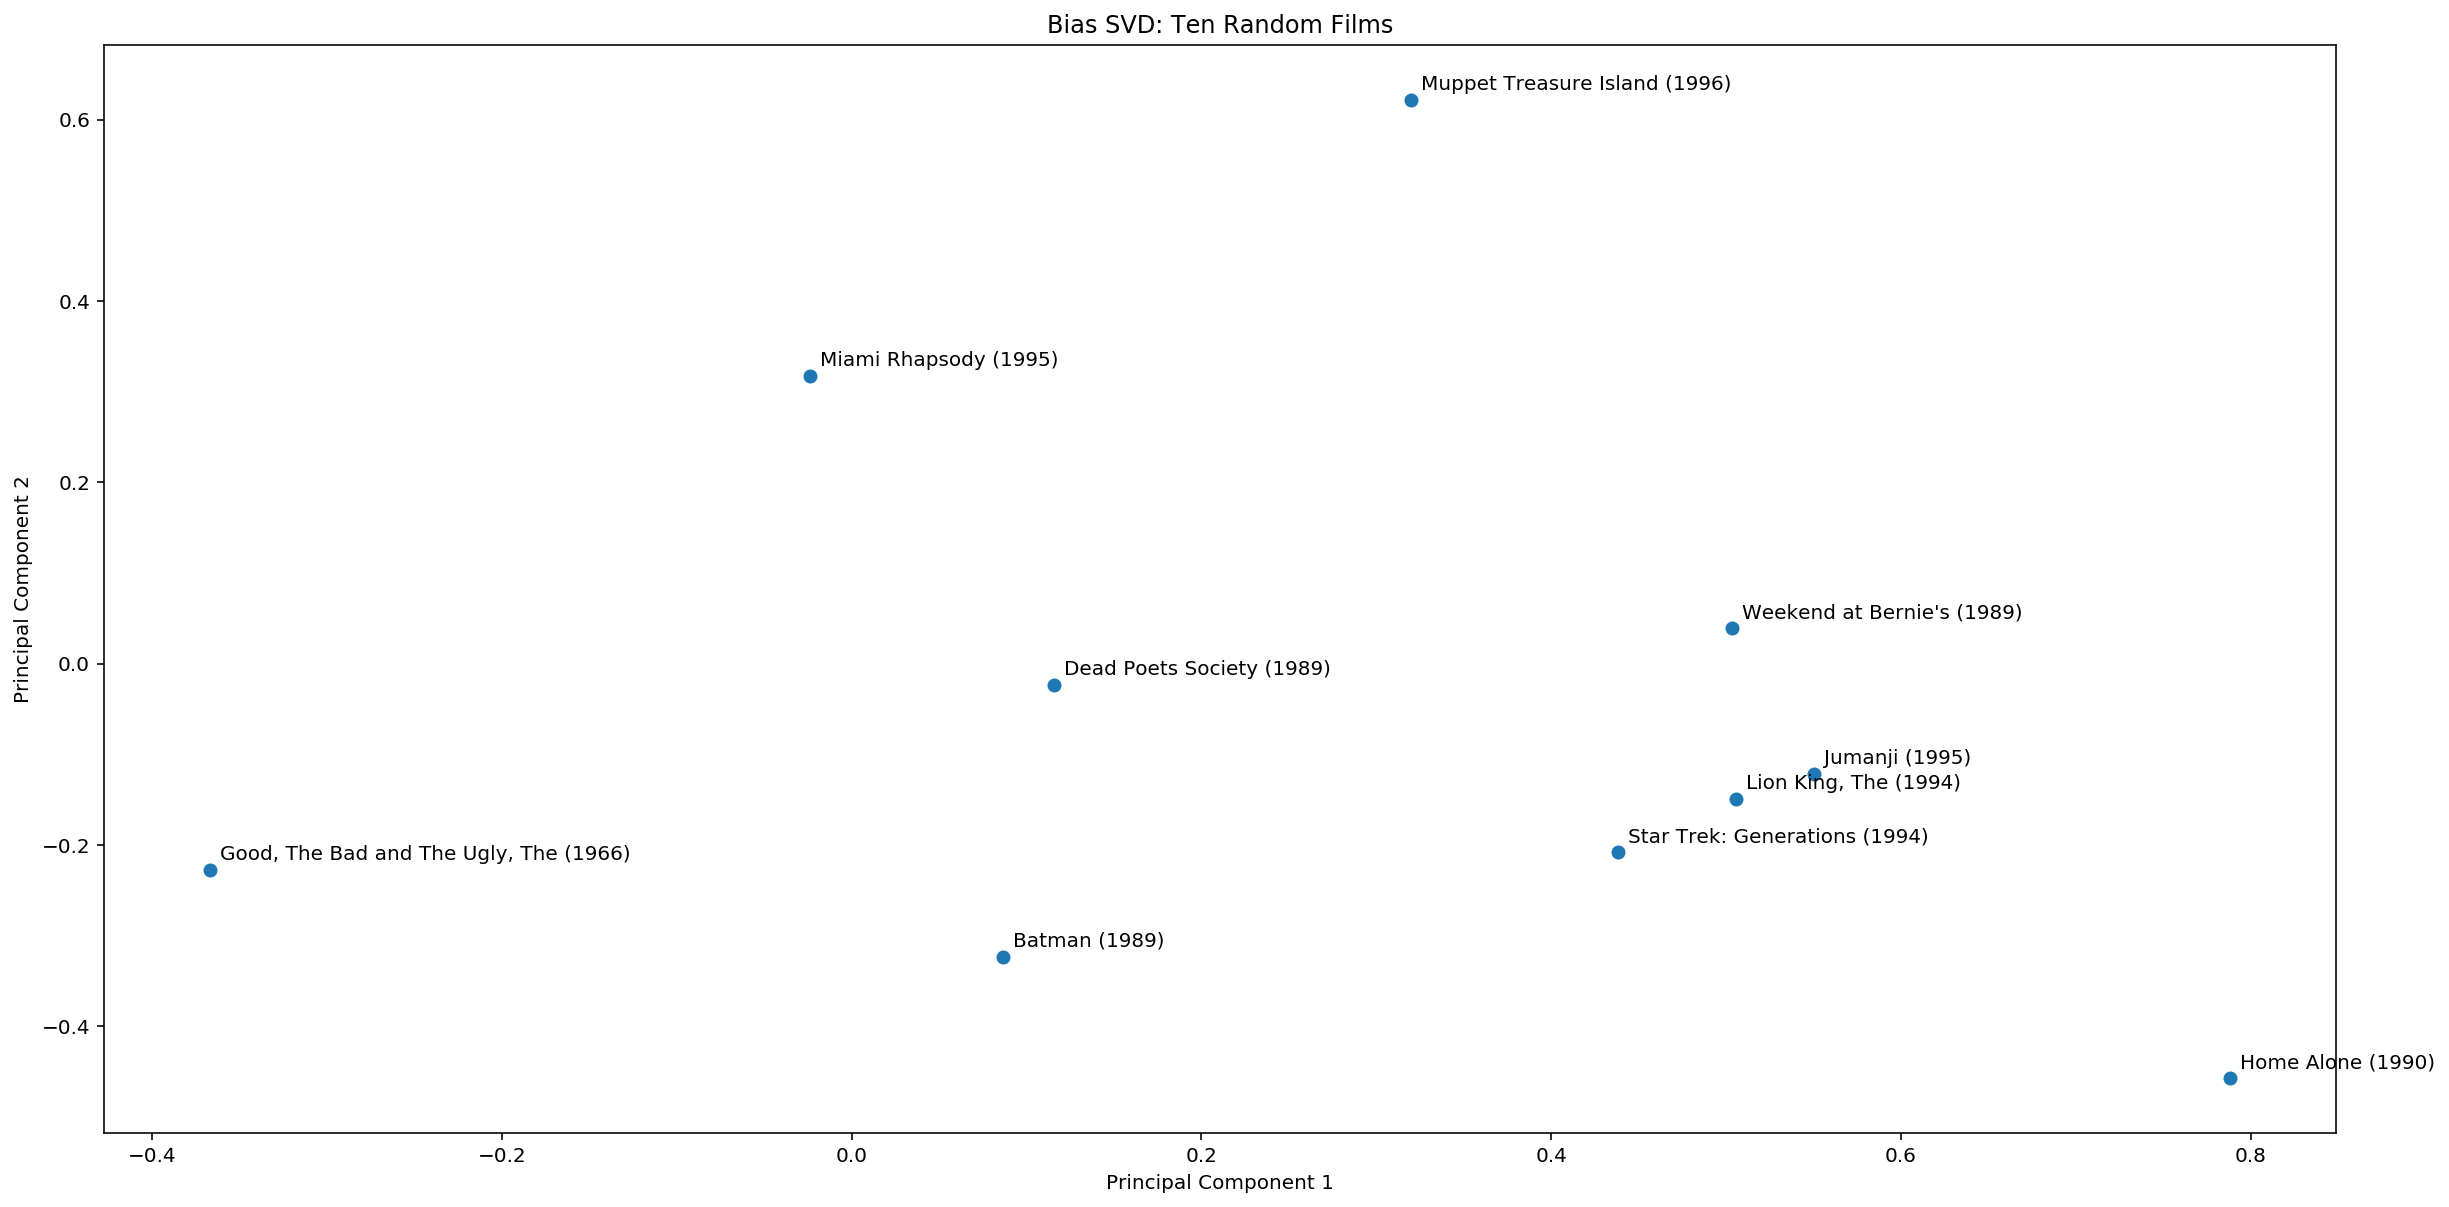 Bias SVD: Ten Random Films
Muppet Treasure Island (1996)
0.6
0.4
Miami Rhapsody (1995)
0.2
Weekend at Bernie's (1989)
0.0
Dead Poets Society (1989)
Jumanji (1995)
Lion King, The (1994)
Star Trek: Generations (1994)
−0.2
Good, The Bad and The Ugly, The (1966)
Batman (1989)
−0.4
Home Alone (1990)
Principal Component 2
−0.4 −0.2 0.0 0.2 0.4 0.6 0.8
Principal Component 1